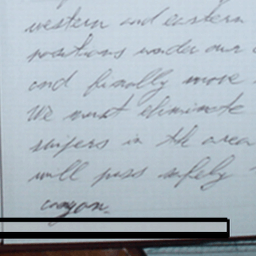 western and eastern
positions under our
and finally move
We must eliminate
snipers in the area
will pass safely
canyon.